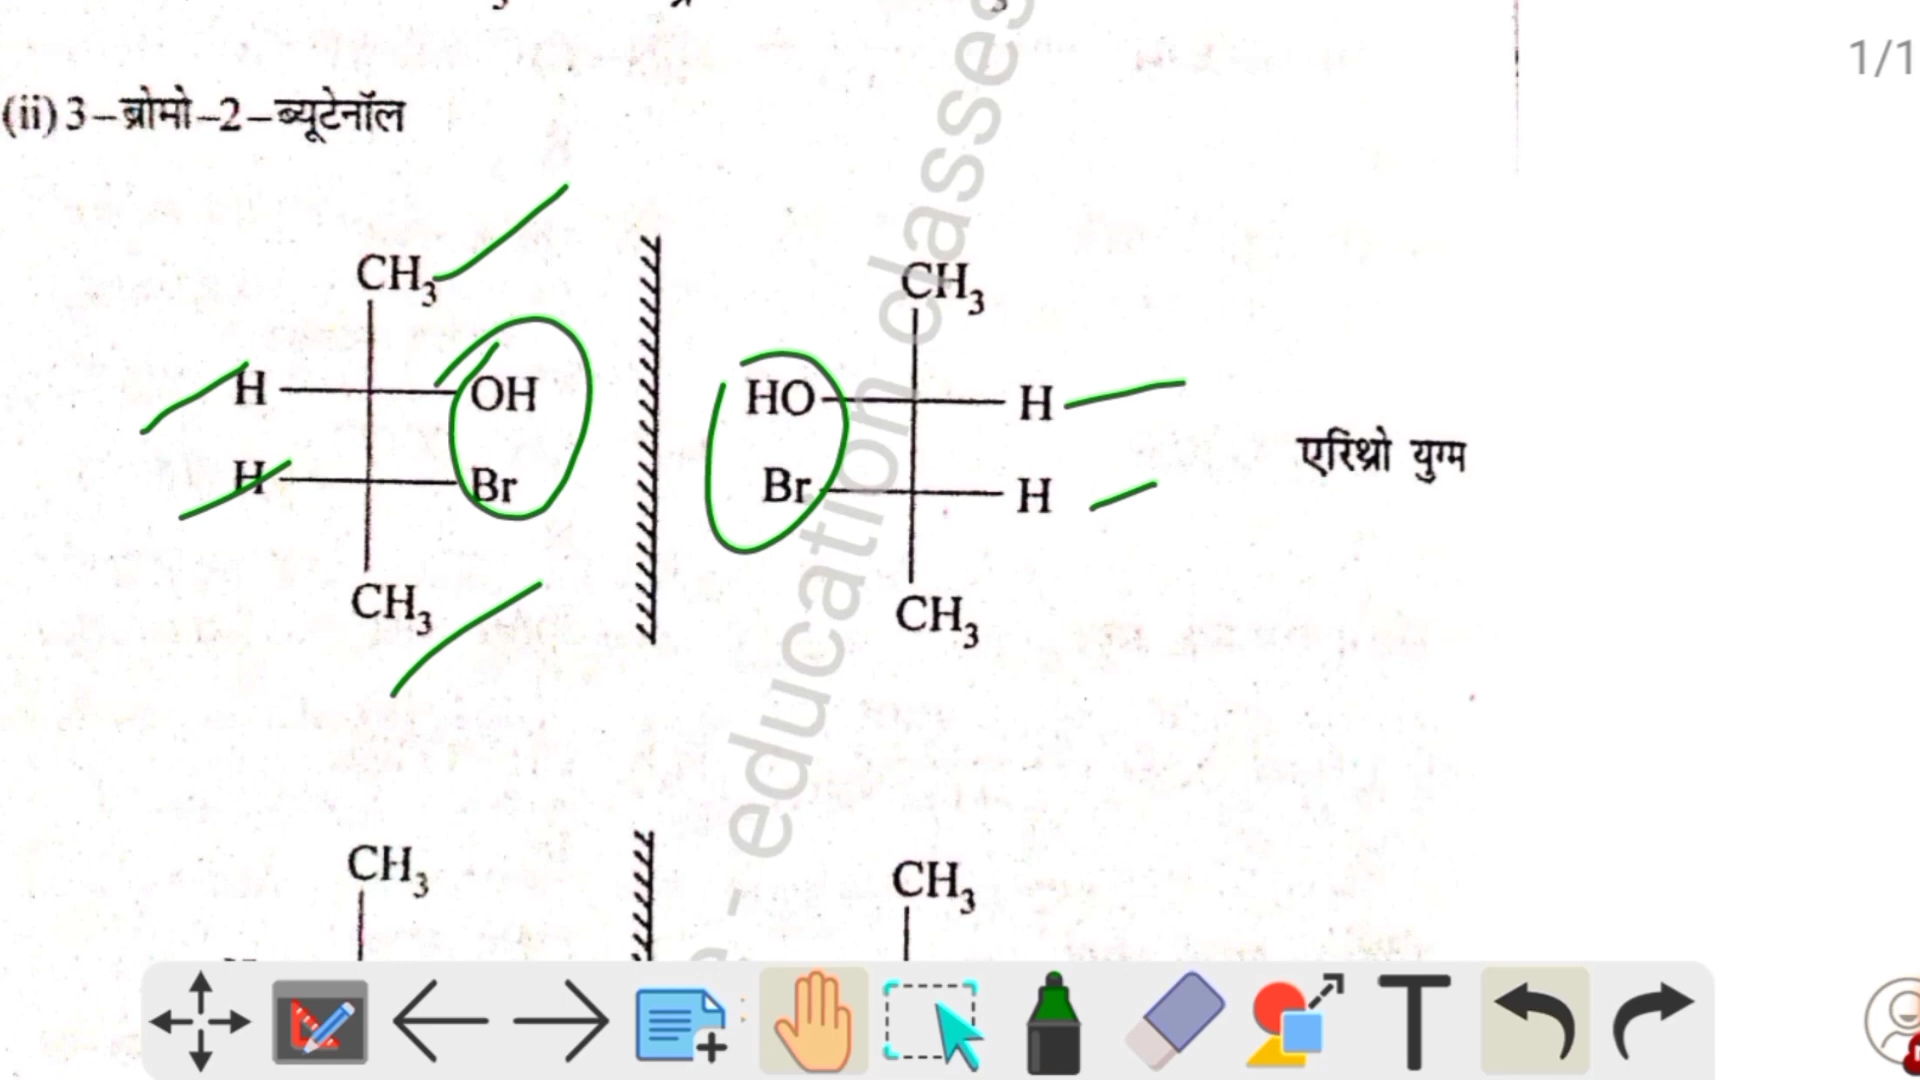 1/1
(ii) 3–ब्रोमो–2–ब्यूटेनॉल
CH3 CH3
H OH HO H
एरिथ्रो युग्म
H Br Br H
CH3 CH3
CH3 CH3
- education classes
T